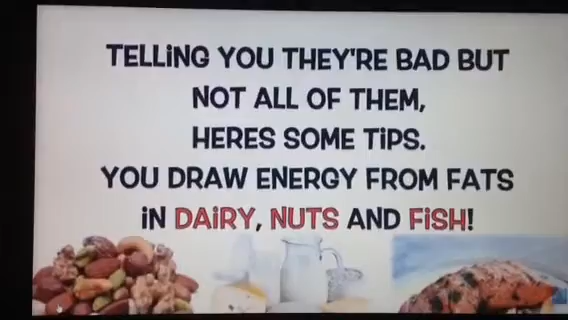 TELLiNG YOU THEY'RE BAD BUT
NOT ALL OF THEM,
HERES SOME TiPS.
YOU DRAW ENERGY FROM FATS
iN DAiRY, NUTS AND FiSH!